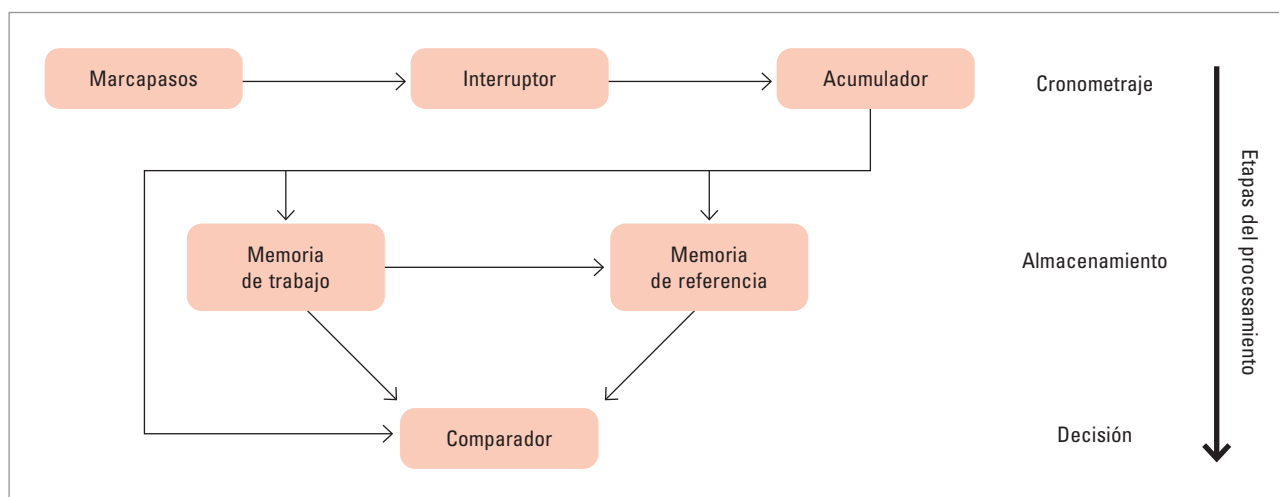 Marcapasos
Interruptor
Acumulador
Cronometraje
Memoria
de trabajo
Memoria
de referencia
Almacenamiento
Comparador
Decisión
Etapas del procesamiento